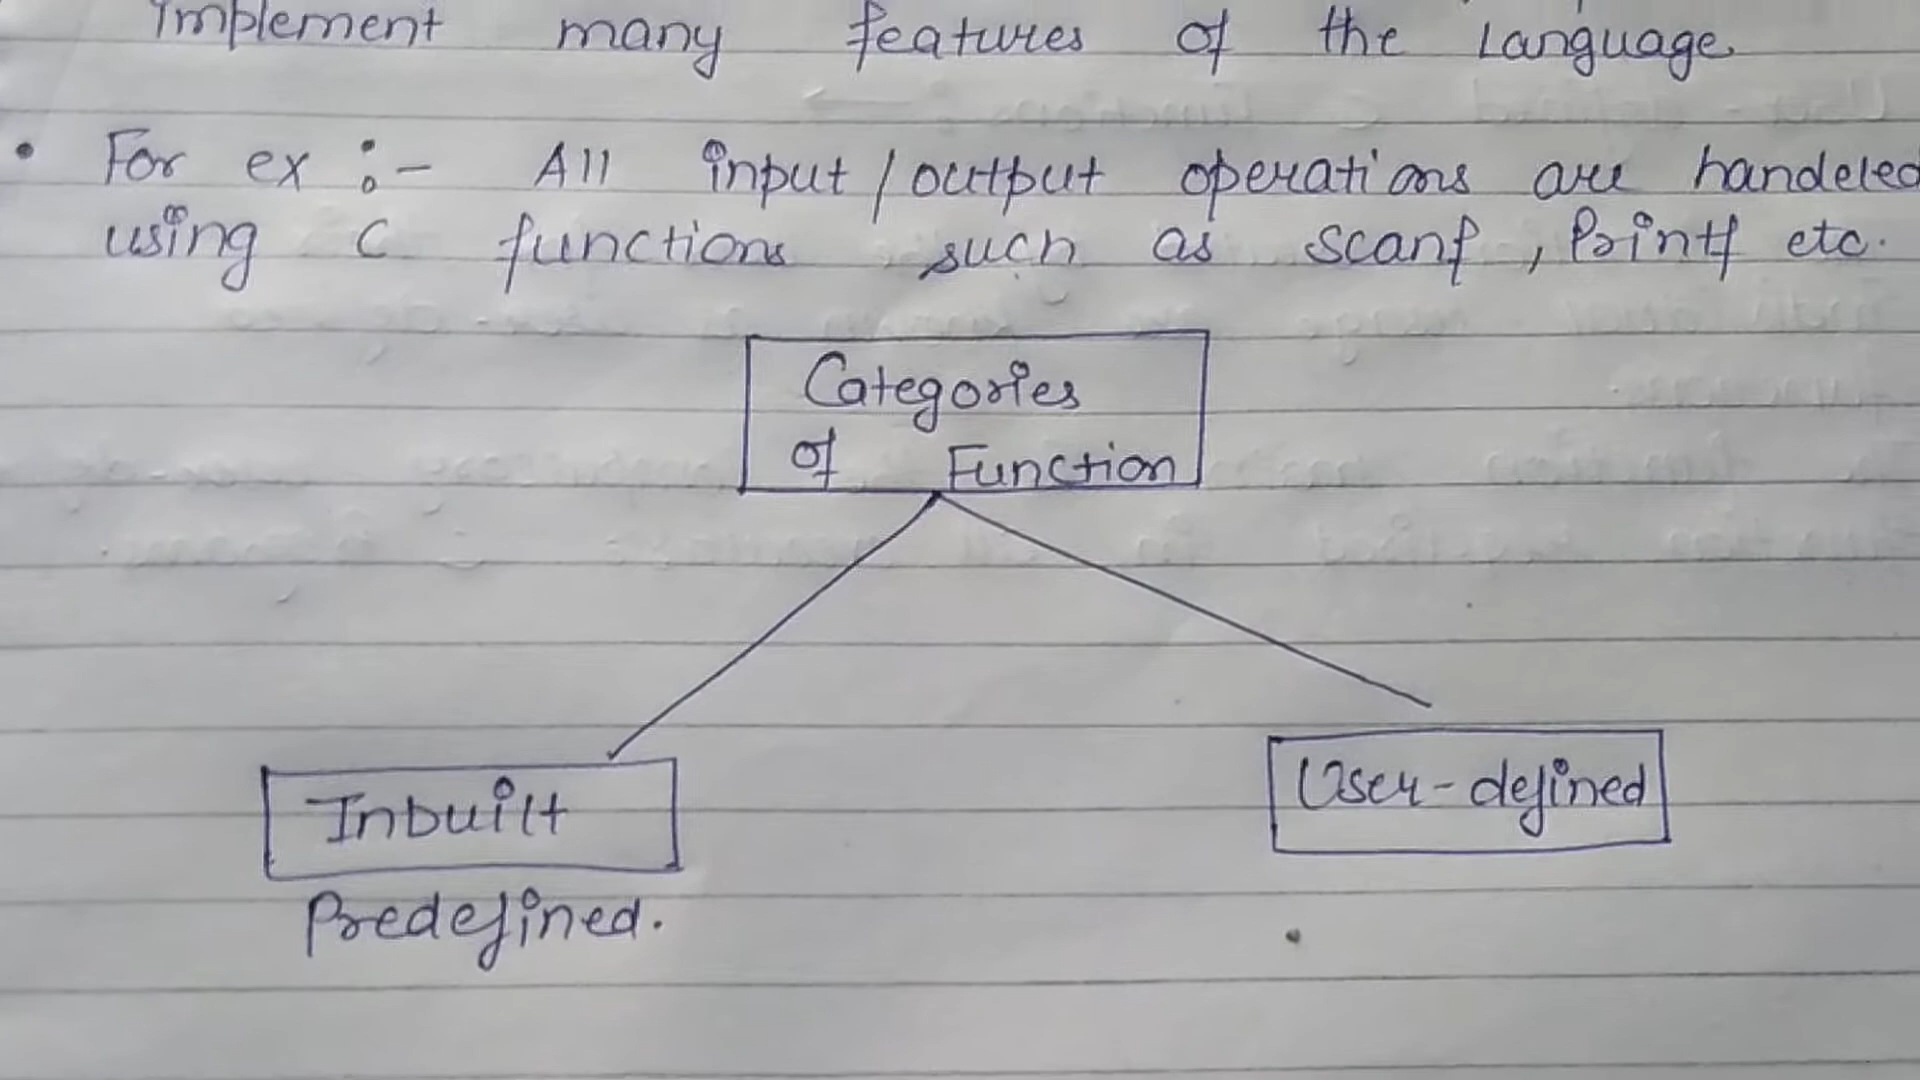 implement many features of the language.
• For ex :- All input/output operations are handeled
using C functions such as scanf, Printf etc.
Categories
of Function
Inbuilt
Predefined.
User-defined